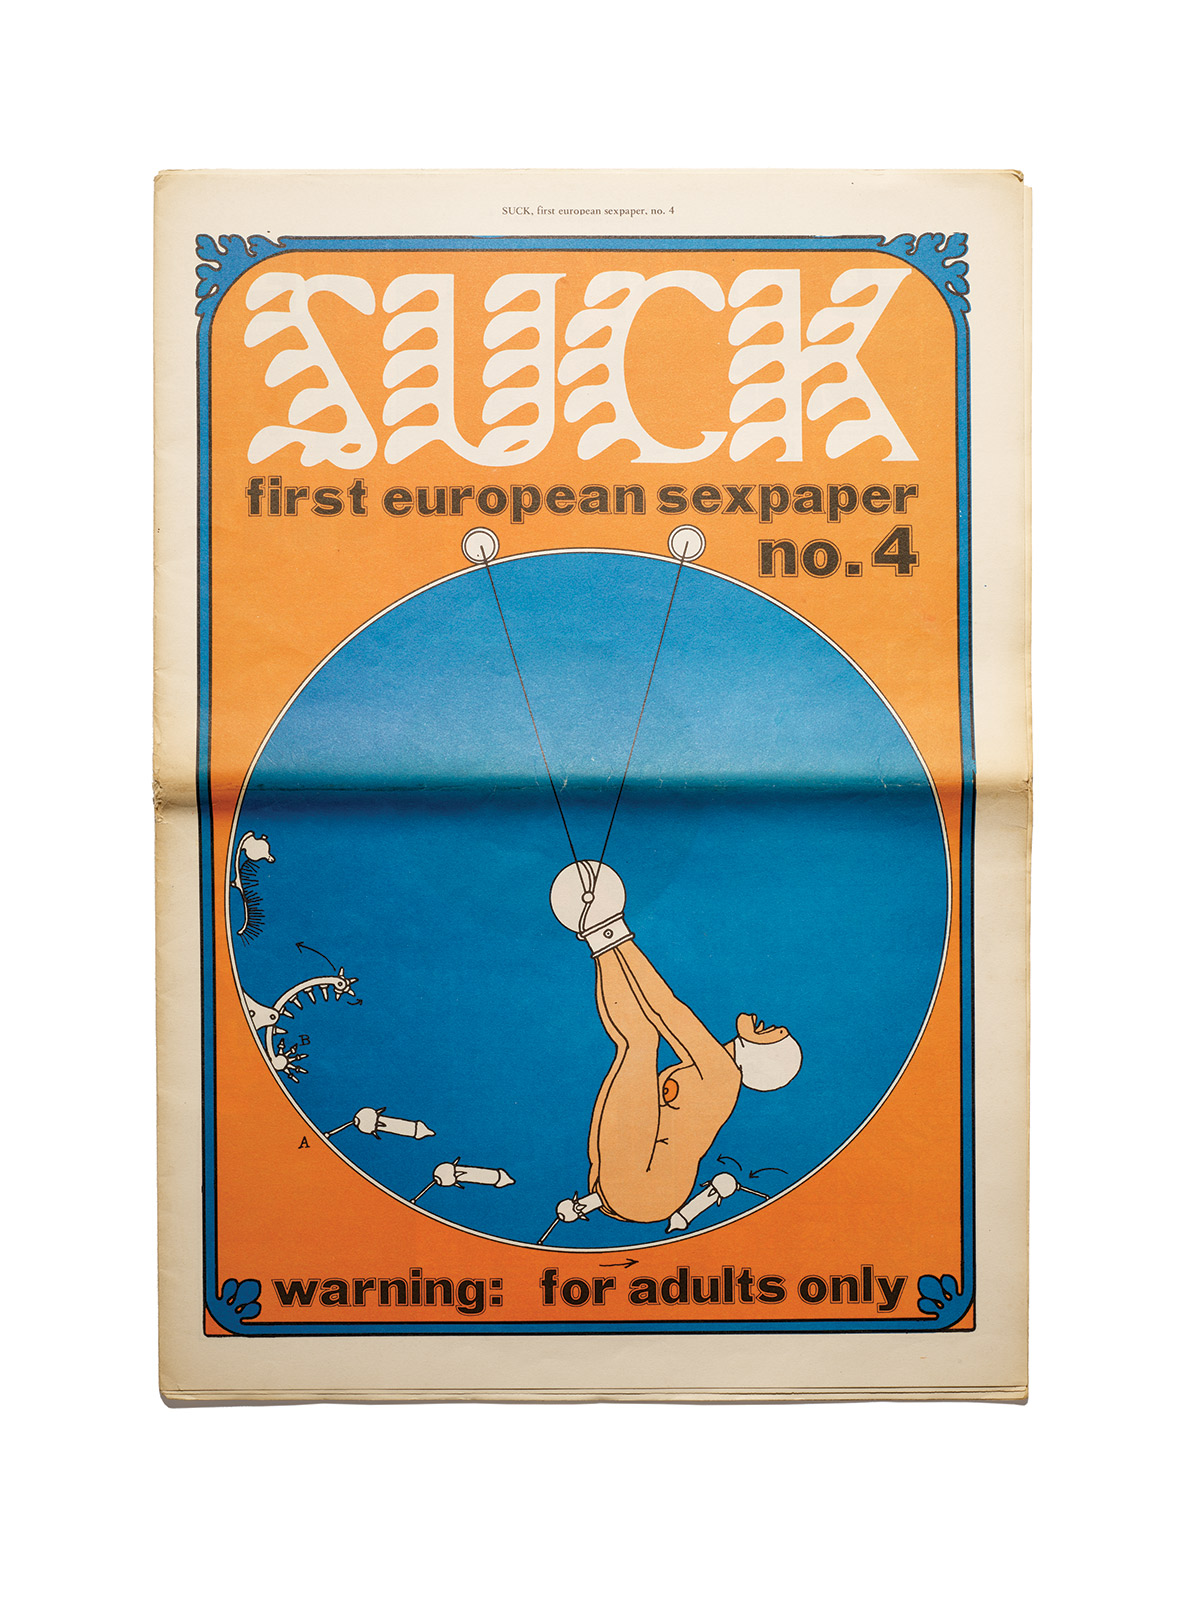 SUCK, first european sexpaper, no. 4
SUCK
first european sexpaper
no. 4
B
A
warning: for adults only